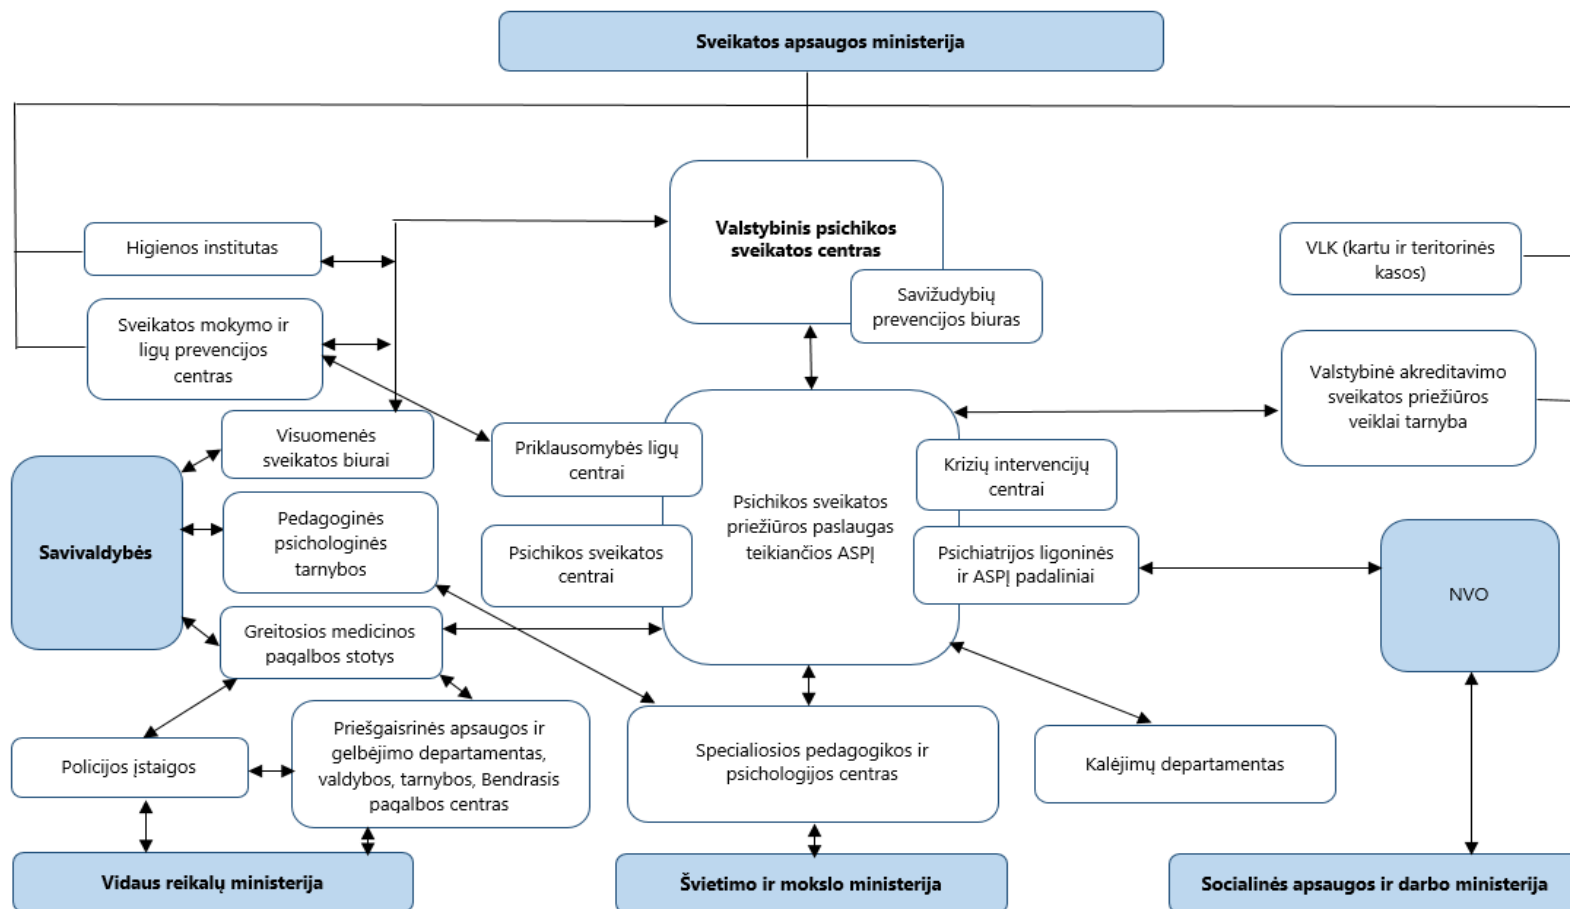 Sveikatos apsaugos ministerija
Valstybinis psichikos
sveikatos centras
Savižudybių
prevencijos biuras
Higienos institutas
Sveikatos mokymo ir
ligų prevencijos
centras
VLK (kartu ir teritorinės
kasos)
Valstybinė akreditavimo
sveikatos priežiūros
veiklai tarnyba
Visuomenės
sveikatos biurai
Priklausomybės ligų
centrai
Krizių intervencijų
centrai
Savivaldybės
Pedagoginės
psichologinės
tarnybos
Psichikos sveikatos
centrai
Psichikos sveikatos
priežiūros paslaugas
teikiančios ASPĮ
Psichiatrijos ligoninės
ir ASPĮ padaliniai
NVO
Greitosios medicinos
pagalbos stotys
Policijos įstaigos
Priešgaisrinės apsaugos ir
gelbėjimo departamentas,
valdybos, tarnybos, Bendrasis
pagalbos centras
Specialiosios pedagogikos ir
psichologijos centras
Kalėjimų departamentas
Vidaus reikalų ministerija
Švietimo ir mokslo ministerija
Socialinės apsaugos ir darbo ministerija